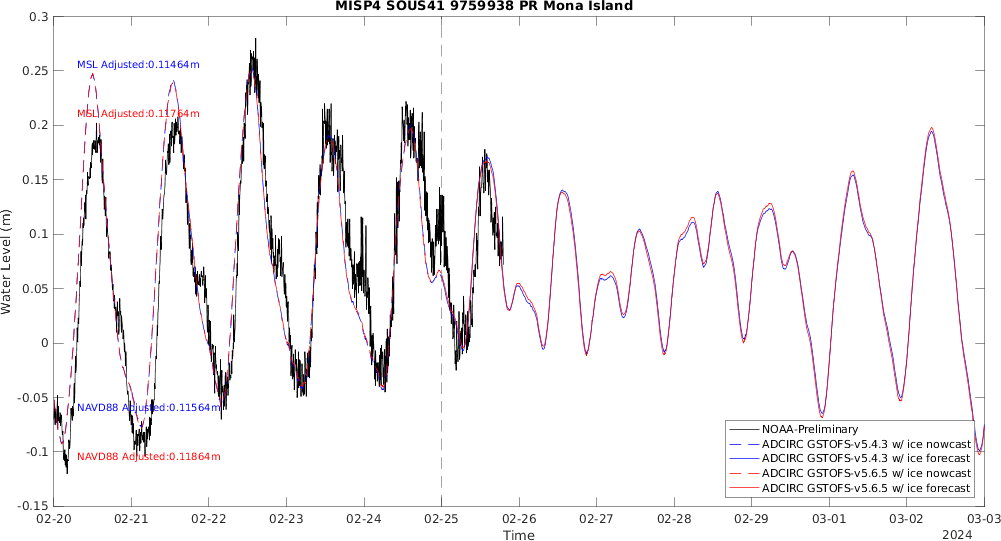 MISP4 SOUS41 9759938 PR Mona Island
0.3
0.25
0.2
0.15
0.1
0.05
0
-0.05
-0.1
-0.15
Water Level (m)
MSL Adjusted:0.11464m
MSL Adjusted:0.11764m
NAVD88 Adjusted:0.11564m
NAVD88 Adjusted:0.11864m
NOAA-Preliminary
ADCIRC GSTOFS-v5.4.3 w/ ice nowcast
ADCIRC GSTOFS-v5.4.3 w/ ice forecast
ADCIRC GSTOFS-v5.6.5 w/ ice nowcast
ADCIRC GSTOFS-v5.6.5 w/ ice forecast
02-20 02-21 02-22 02-23 02-24 02-25 02-26 02-27 02-28 02-29 03-01 03-02 03-03
Time
2024